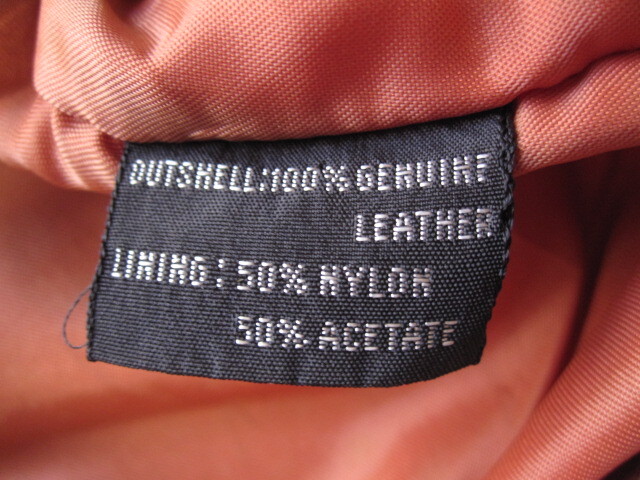 OUTSHELL:100% GENUINE
LEATHER
LINING: 50% NYLON
50% ACETATE